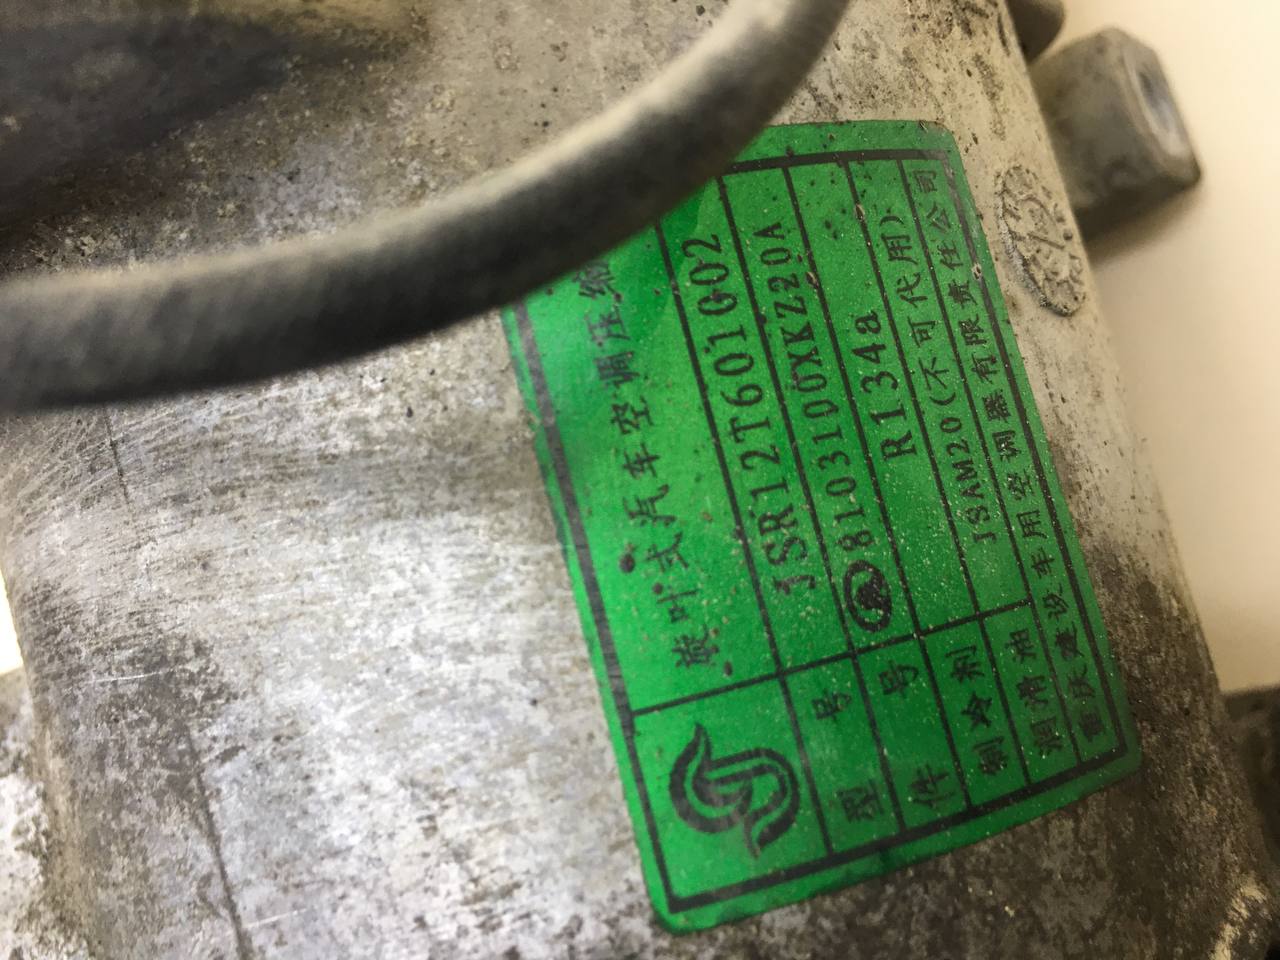 旋叶式汽车空调压缩
型号 JSR12T601G02
件号 8103100XKZ20A
制冷剂 R134a
润滑油 JSAM20(不可代用)
重庆建设车用空调器有限责任公司